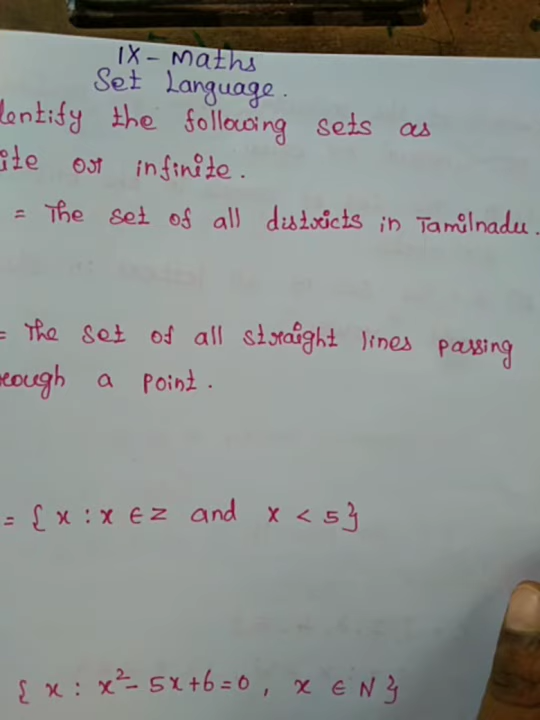 IX - Maths
Set Language.
dentify the following sets as
ite or infinite.
= The set of all districts in Tamilnadu.
= The set of all straight lines passing
rough a point.
= { x : x ∈ Z and x < 5 }
{ x : x² - 5x + 6 = 0 , x ∈ N }